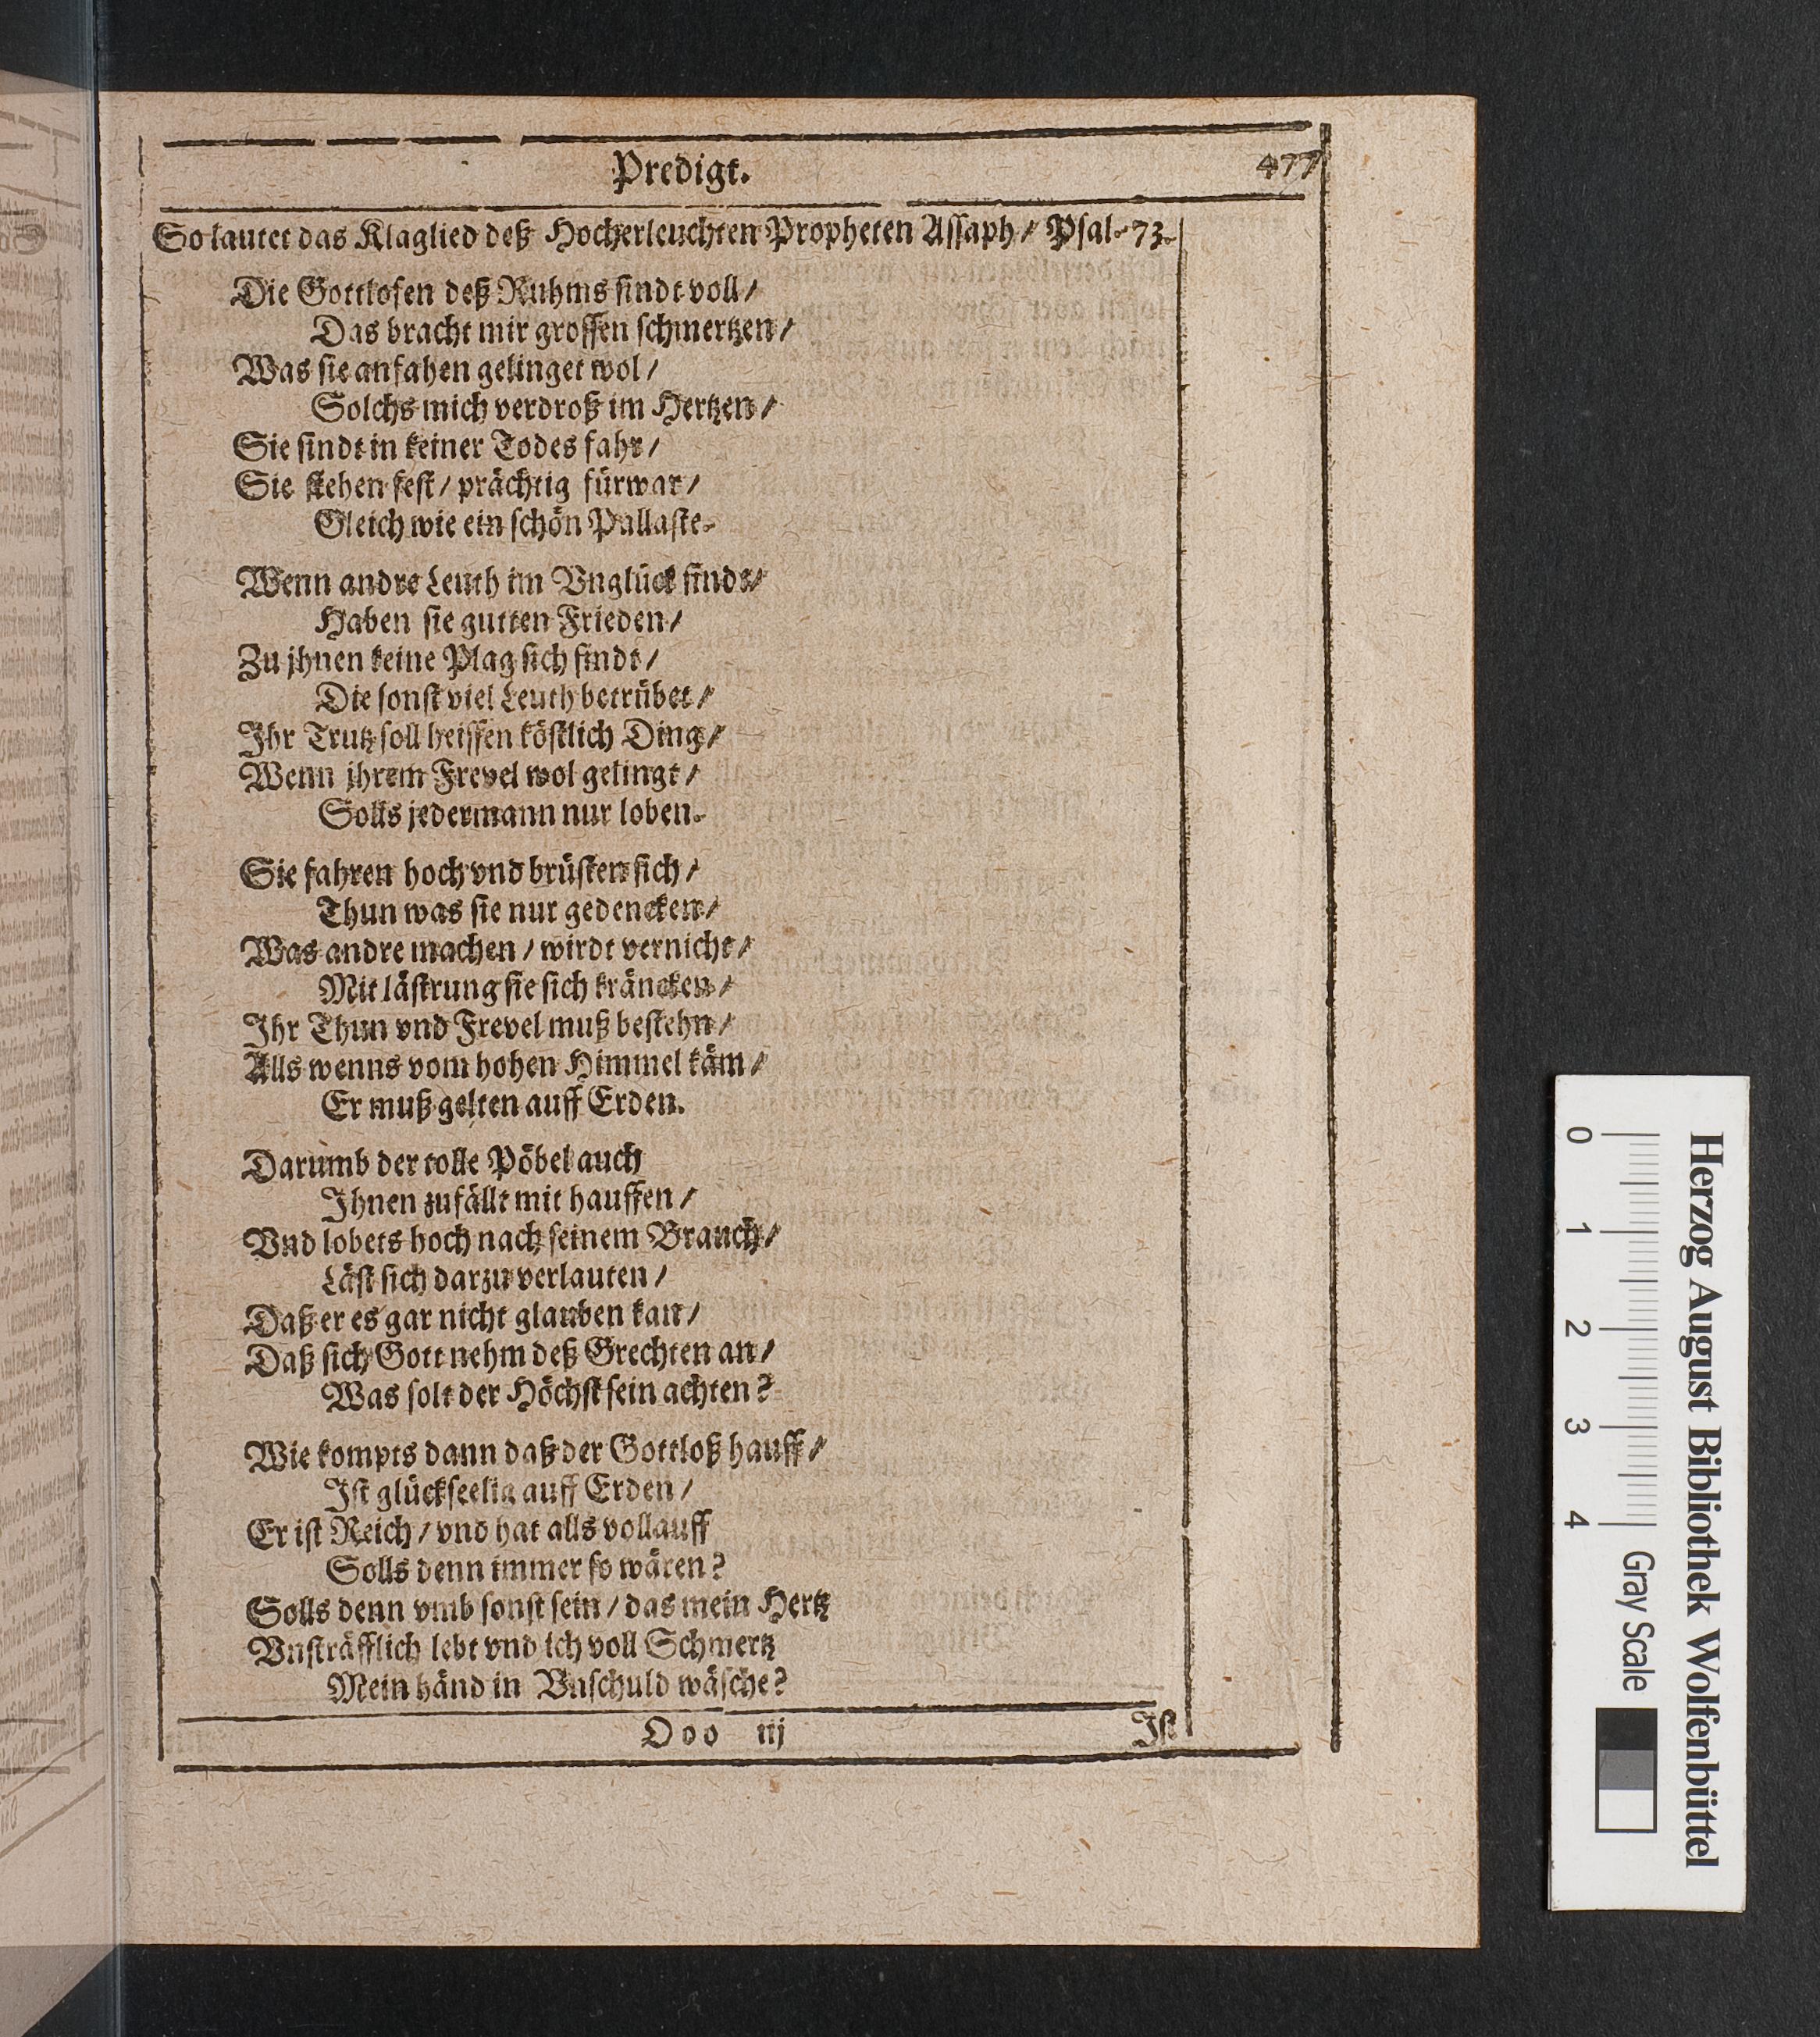 Predigt. 477
So lautet das Klaglied deß Hocherleuchten Propheten Assaph / Psal. 73.
Die Gottlosen deß Ruhms sindt voll /
Das bracht mir grossen schmertzen /
Was sie anfahen gelinget wol /
Solchs mich verdroß im Hertzen /
Sie sindt in keiner Todes fahr /
Sie stehen fest / prächtig fürwar /
Gleich wie ein schön Pallaste.
Wenn andre Leuth im Vnglück sindt /
Haben sie gutten Frieden /
Zu jhnen keine Plag sich findt /
Die sonst viel Leuth betrübet /
Ihr Trutz soll heissen köstlich Ding /
Wenn jhrem Frevel wol gelingt /
Solls jedermann nur loben.
Sie fahren hoch vnd brüsten sich /
Thun was sie nur gedencken /
Was andre machen / wirdt vernicht /
Mit lästrung sie sich kräncken /
Ihr Thun vnd Frevel muß bestehn /
Alls wenns vom hohen Himmel käm /
Er muß gelten auff Erden.
Darumb der tolle Pöbel auch
Ihnen zufällt mit hauffen /
Vnd lobets hoch nach seinem Brauch /
Läst sich darzu verlauten /
Daß er es gar nicht glauben kan /
Daß sich Gott nehm deß Grechten an /
Was solt der Höchst sein achten?
Wie kompts dann daß der Gottloß hauff /
Ist glückseelig auff Erden /
Er ist Reich / vnd hat alls vollauff
Solls denn immer so wären?
Solls denn vmb sonst sein / das mein Hertz
Vnsträfflich lebt vnd ich voll Schmertz
Mein händ in Vnschuld wäsche?
Ooo iij Ist
Herzog August Bibliothek Wolfenbüttel
0 1 2 3 4 Gray Scale